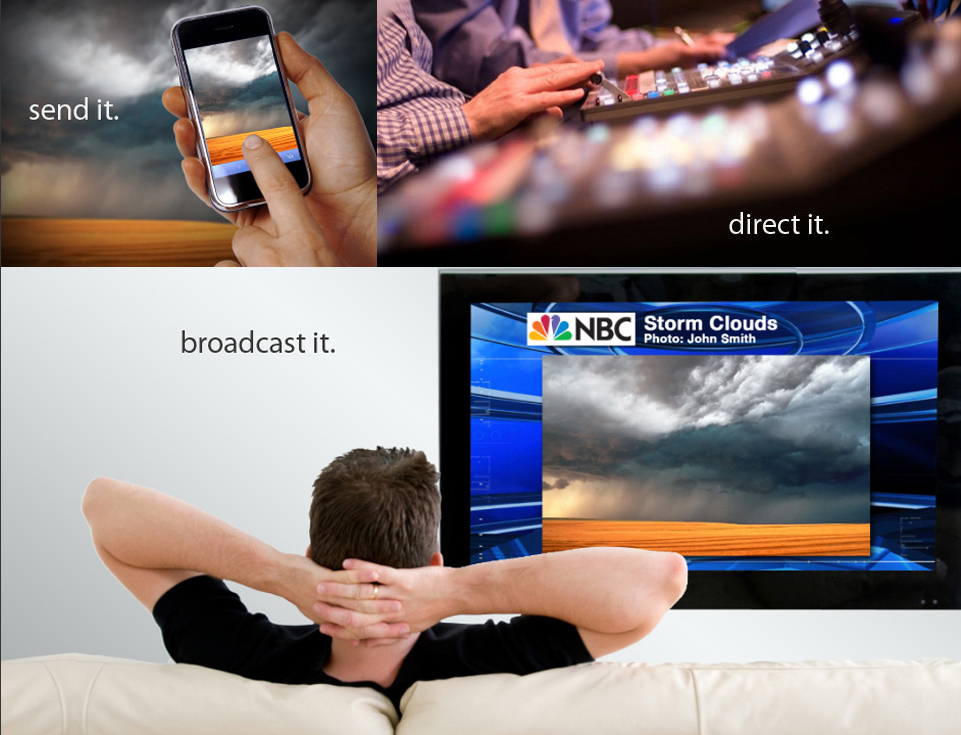 send it.
direct it.
broadcast it.
NBC
Storm Clouds
Photo: John Smith